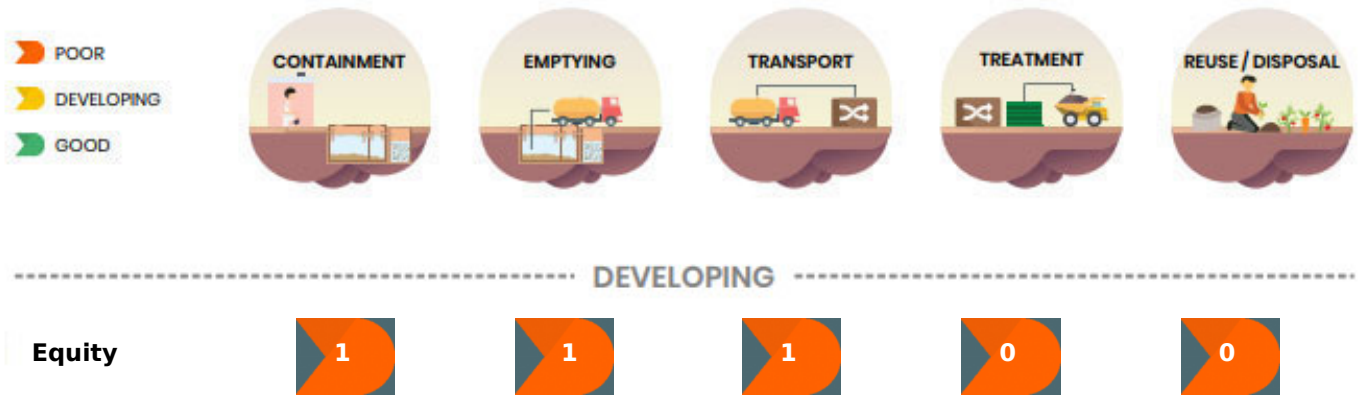 POOR
DEVELOPING
GOOD
CONTAINMENT
EMPTYING
TRANSPORT
TREATMENT
REUSE / DISPOSAL
DEVELOPING
Equity 1 1 1 0 0